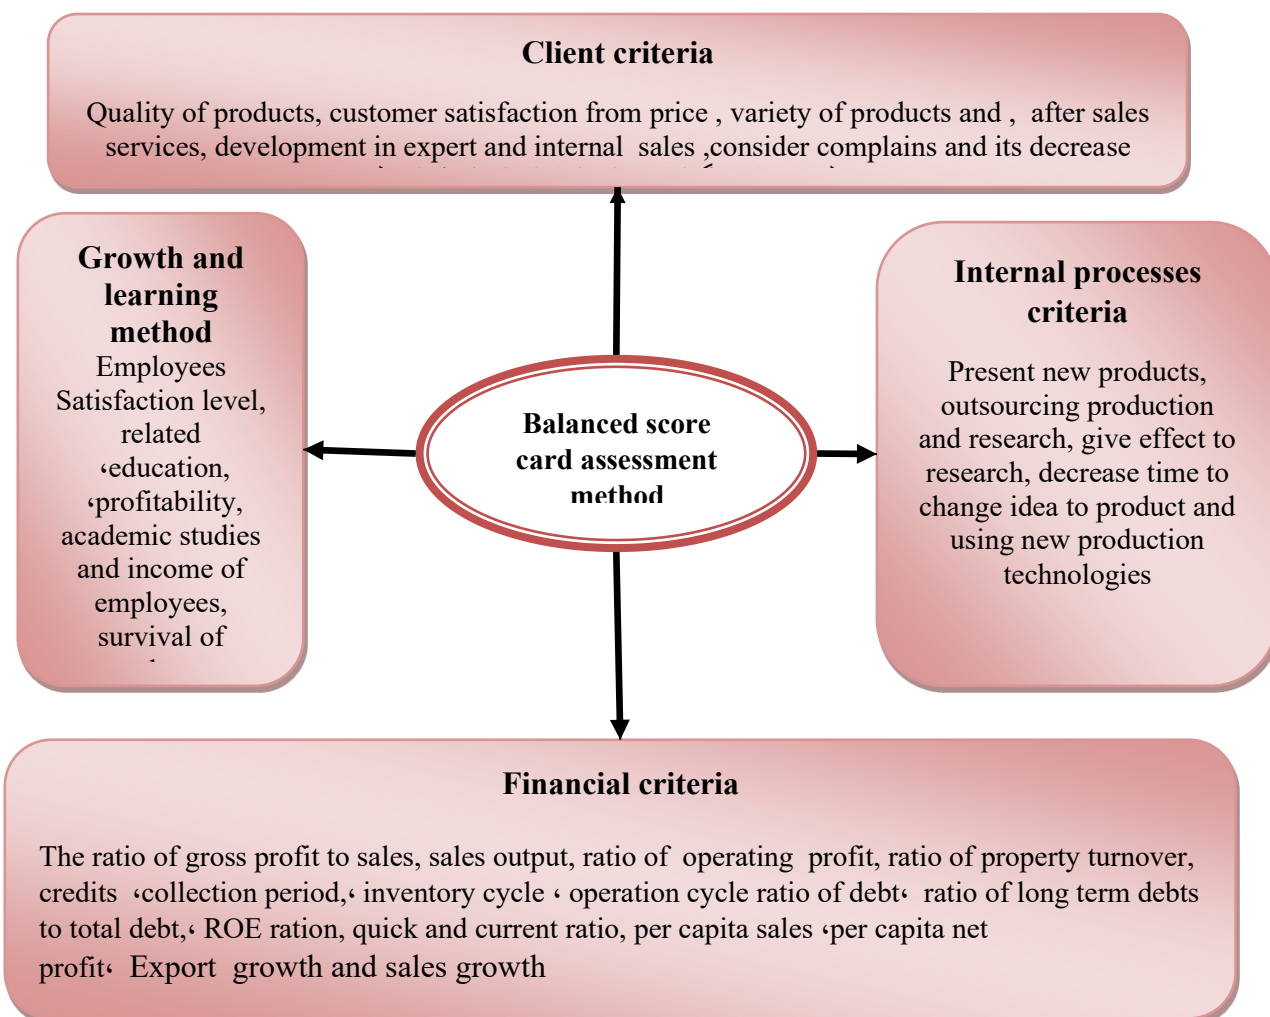 Client criteria
Quality of products, customer satisfaction from price , variety of products and , after sales
services, development in expert and internal sales ,consider complains and its decrease
Growth and
learning
method
Employees
Satisfaction level,
related
،education,
،profitability,
academic studies
and income of
employees,
survival of
Internal processes
criteria
Present new products,
outsourcing production
and research, give effect to
research, decrease time to
change idea to product and
using new production
technologies
Balanced score
card assessment
method
Financial criteria
The ratio of gross profit to sales, sales output, ratio of operating profit, ratio of property turnover,
credits ،collection period,، inventory cycle ، operation cycle ratio of debt، ratio of long term debts
to total debt,، ROE ration, quick and current ratio, per capita sales ،per capita net
profit، Export growth and sales growth